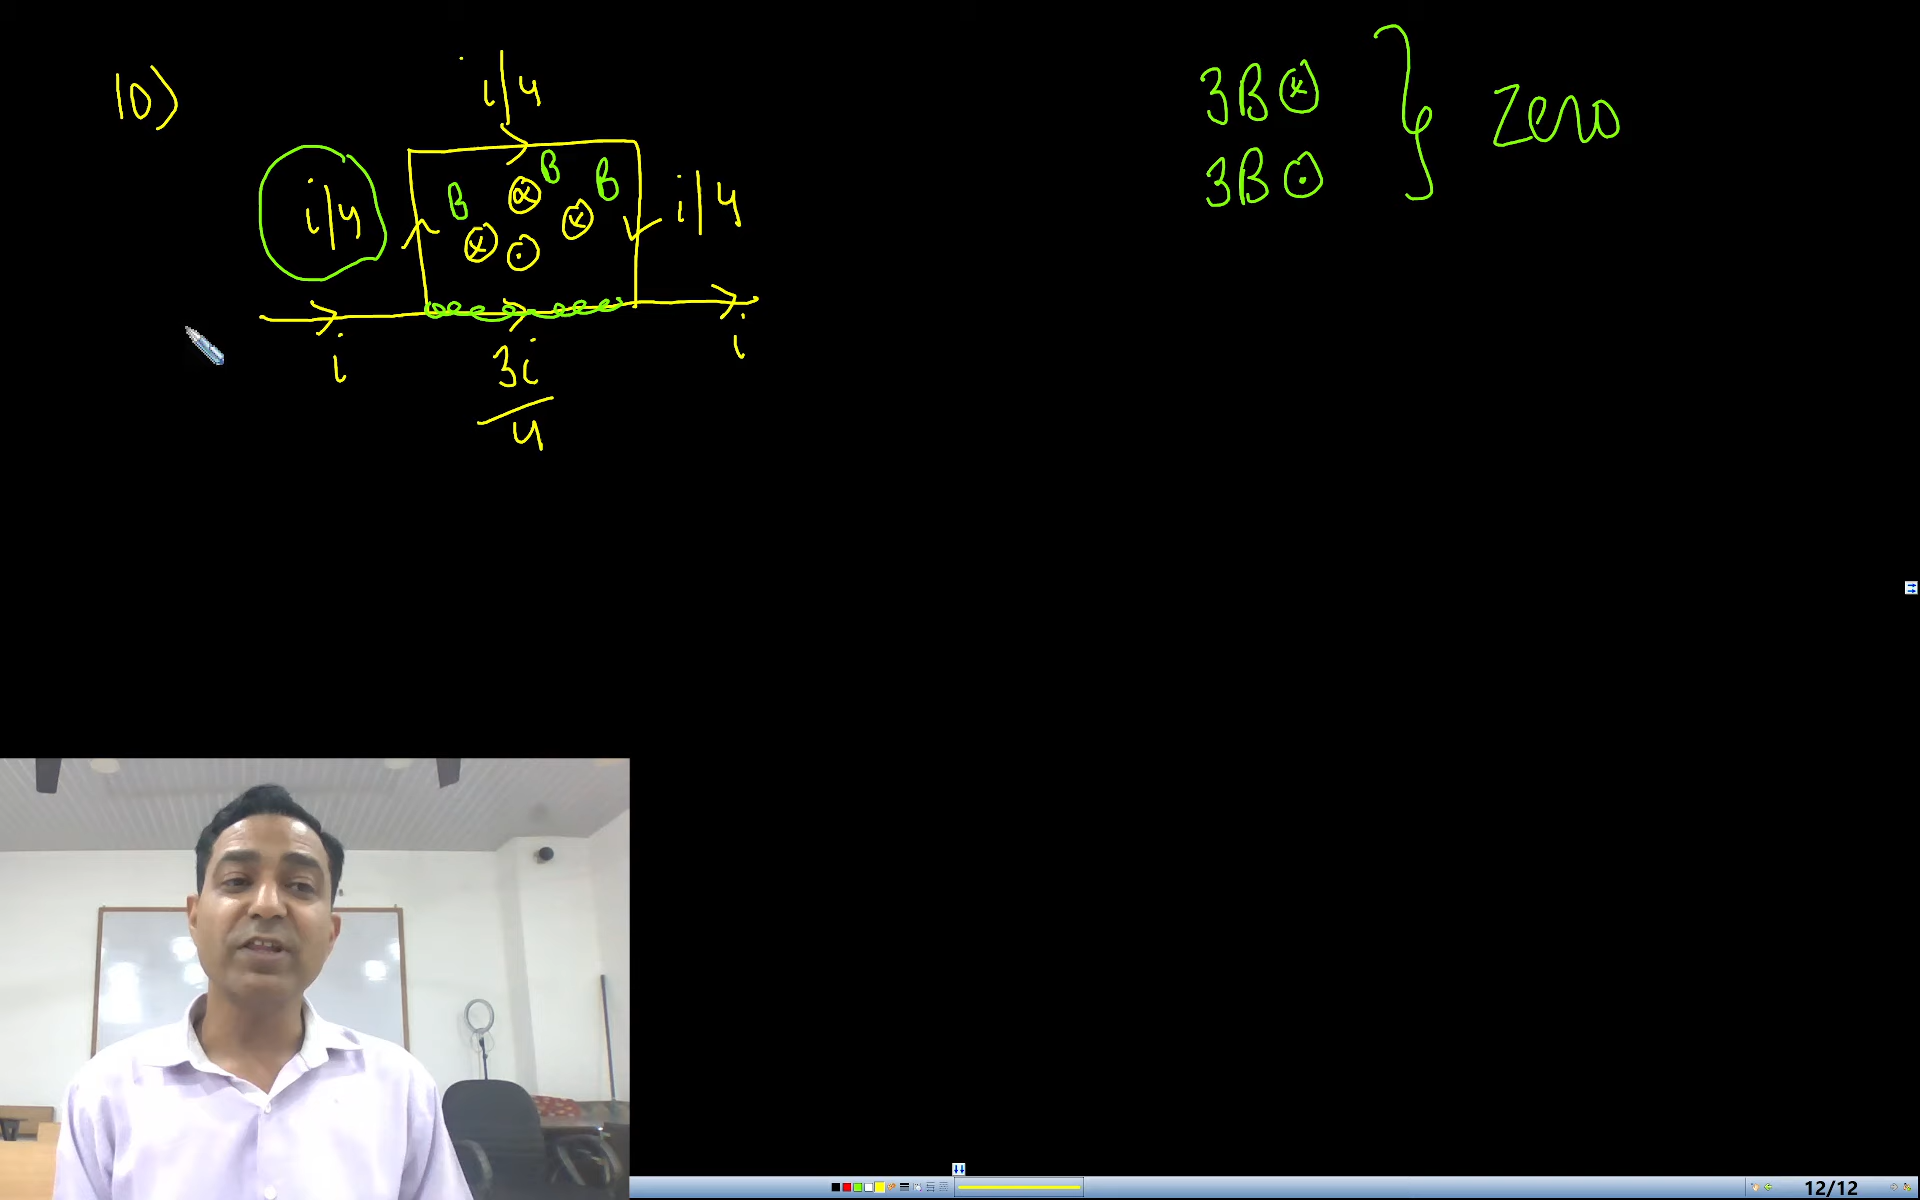 10)
i/4
B B B
i/4 i/4
i 3i/4 i
3B ⊗
3B ⊙
zero
12/12